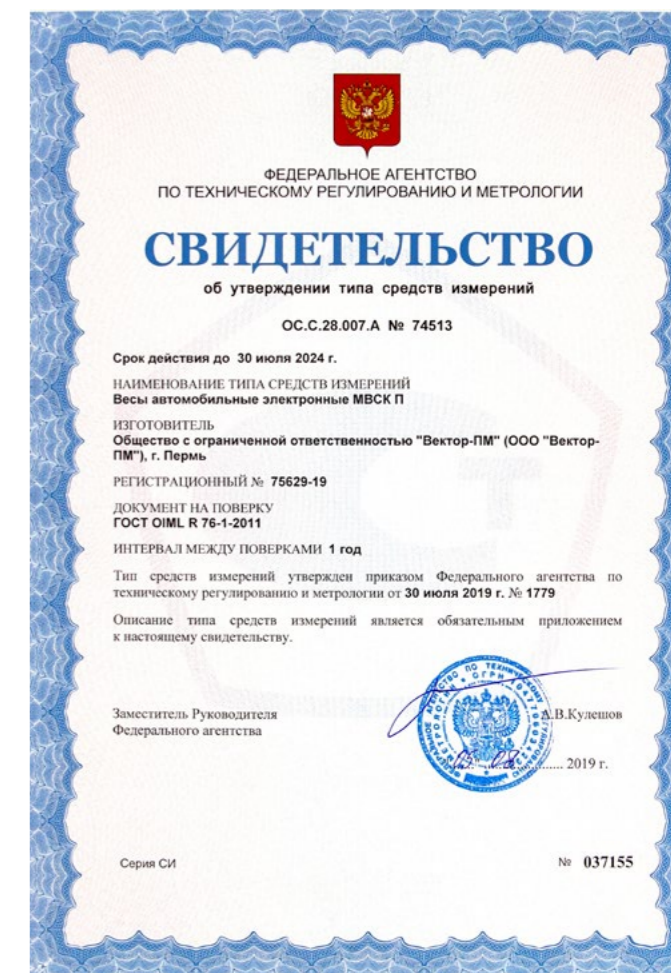 ФЕДЕРАЛЬНОЕ АГЕНТСТВО
ПО ТЕХНИЧЕСКОМУ РЕГУЛИРОВАНИЮ И МЕТРОЛОГИИ
СВИДЕТЕЛЬСТВО
об утверждении типа средств измерений
ОС.С.28.007.А № 74513
Срок действия до 30 июля 2024 г.
НАИМЕНОВАНИЕ ТИПА СРЕДСТВ ИЗМЕРЕНИЙ
Весы автомобильные электронные МВСК П
ИЗГОТОВИТЕЛЬ
Общество с ограниченной ответственностью "Вектор-ПМ" (ООО "Вектор-
ПМ"), г. Пермь
РЕГИСТРАЦИОННЫЙ № 75629-19
ДОКУМЕНТ НА ПОВЕРКУ
ГОСТ OIML R 76-1-2011
ИНТЕРВАЛ МЕЖДУ ПОВЕРКАМИ 1 год
Тип средств измерений утвержден приказом Федерального агентства по
техническому регулированию и метрологии от 30 июля 2019 г. № 1779
Описание типа средств измерений является обязательным приложением
к настоящему свидетельству.
Заместитель Руководителя
А.В.Кулешов
Федерального агентства
2019 г.
Серия СИ
№ 037155